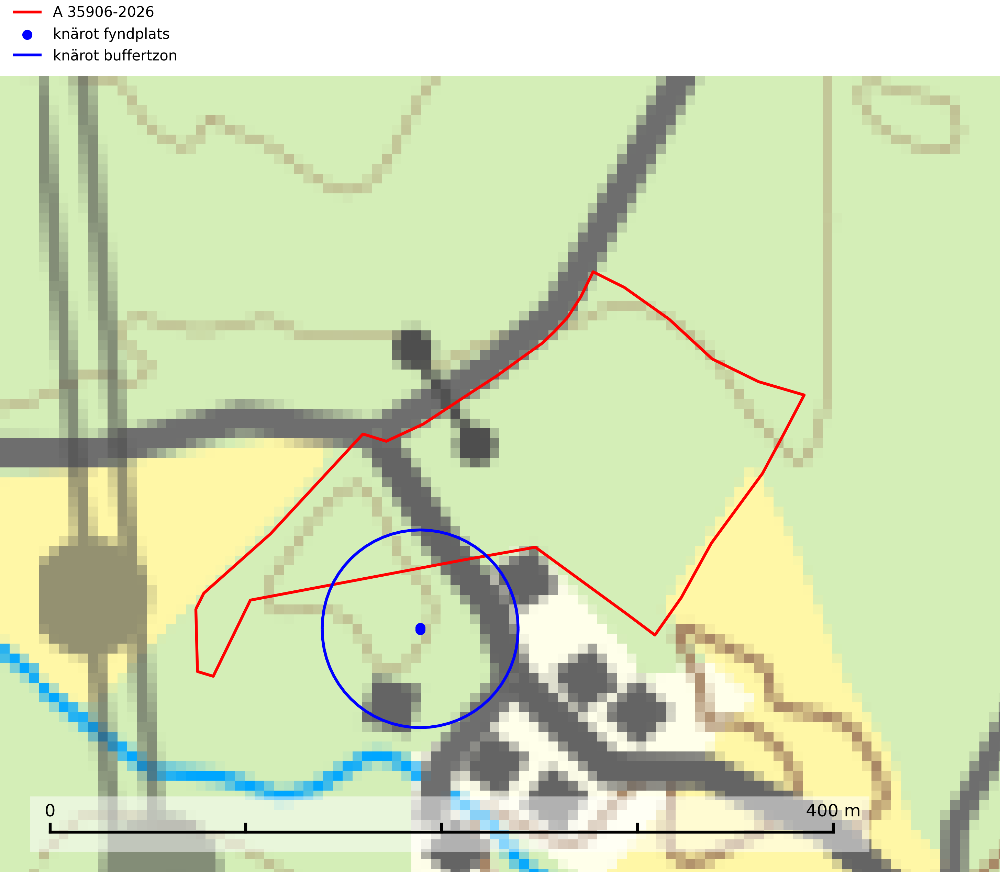 A 35906-2026
knärot fyndplats
knärot buffertzon
0 400 m